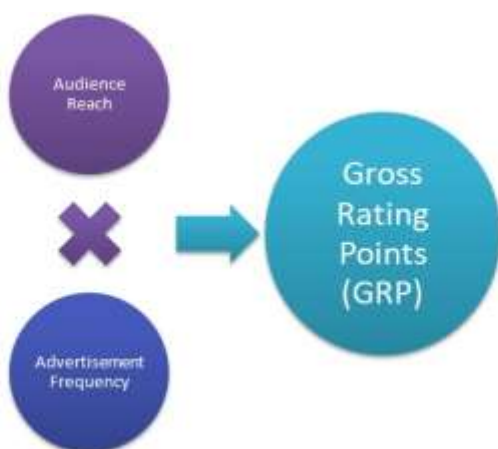 Audience
Reach
Advertisement
Frequency
Gross
Rating
Points
(GRP)